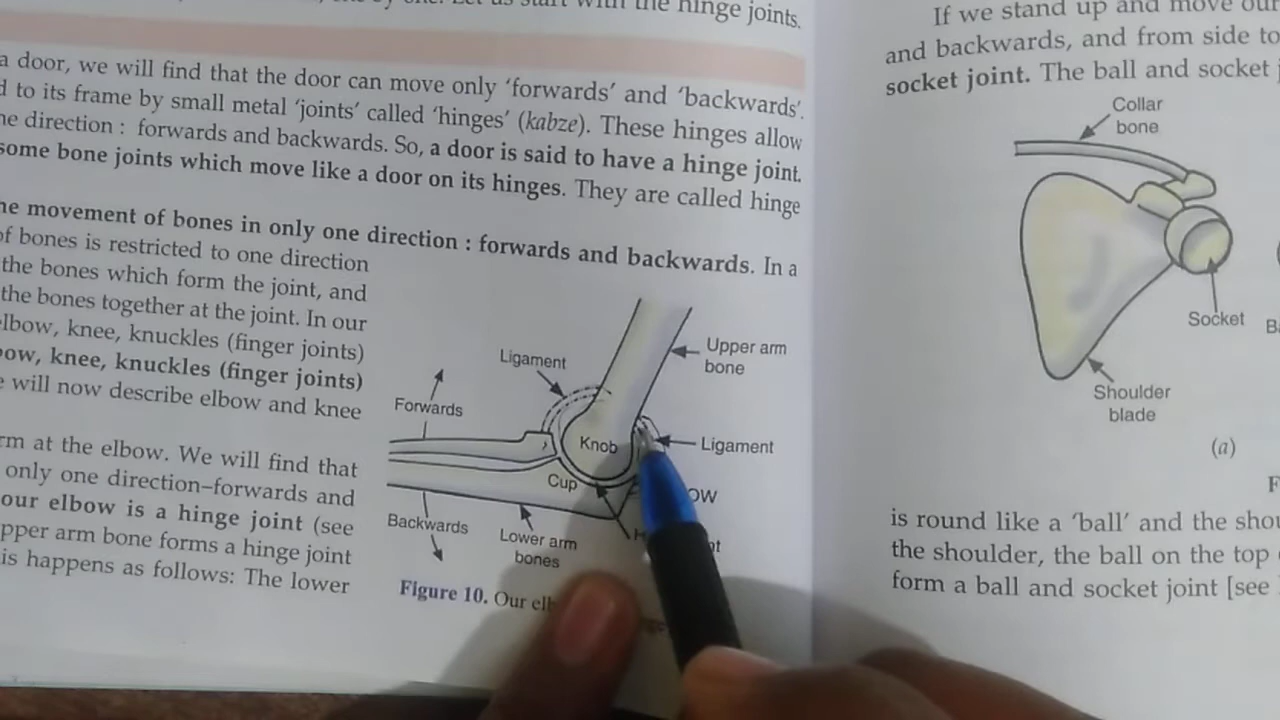 the hinge joints.
a door, we will find that the door can move only ‘forwards’ and ‘backwards’.
to its frame by small metal ‘joints’ called ‘hinges’ (kabze). These hinges allow
direction : forwards and backwards. So, a door is said to have a hinge joint.
some bone joints which move like a door on its hinges. They are called hinge
movement of bones in only one direction : forwards and backwards. In a
of bones is restricted to one direction
the bones which form the joint, and
the bones together at the joint. In our
elbow, knee, knuckles (finger joints)
knee, knuckles (finger joints)
will now describe elbow and knee
at the elbow. We will find that
only one direction–forwards and
our elbow is a hinge joint (see
upper arm bone forms a hinge joint
is happens as follows: The lower
Ligament
Upper arm
bone
Forwards
Knob
Ligament
Cup
Backwards
Lower arm
bones
Figure 10. Our
If we stand up and move our
and backwards, and from side to
socket joint. The ball and socket
Collar
bone
Socket
Shoulder
blade
(a)
is round like a ‘ball’ and the
the shoulder, the ball on the top
form a ball and socket joint [see